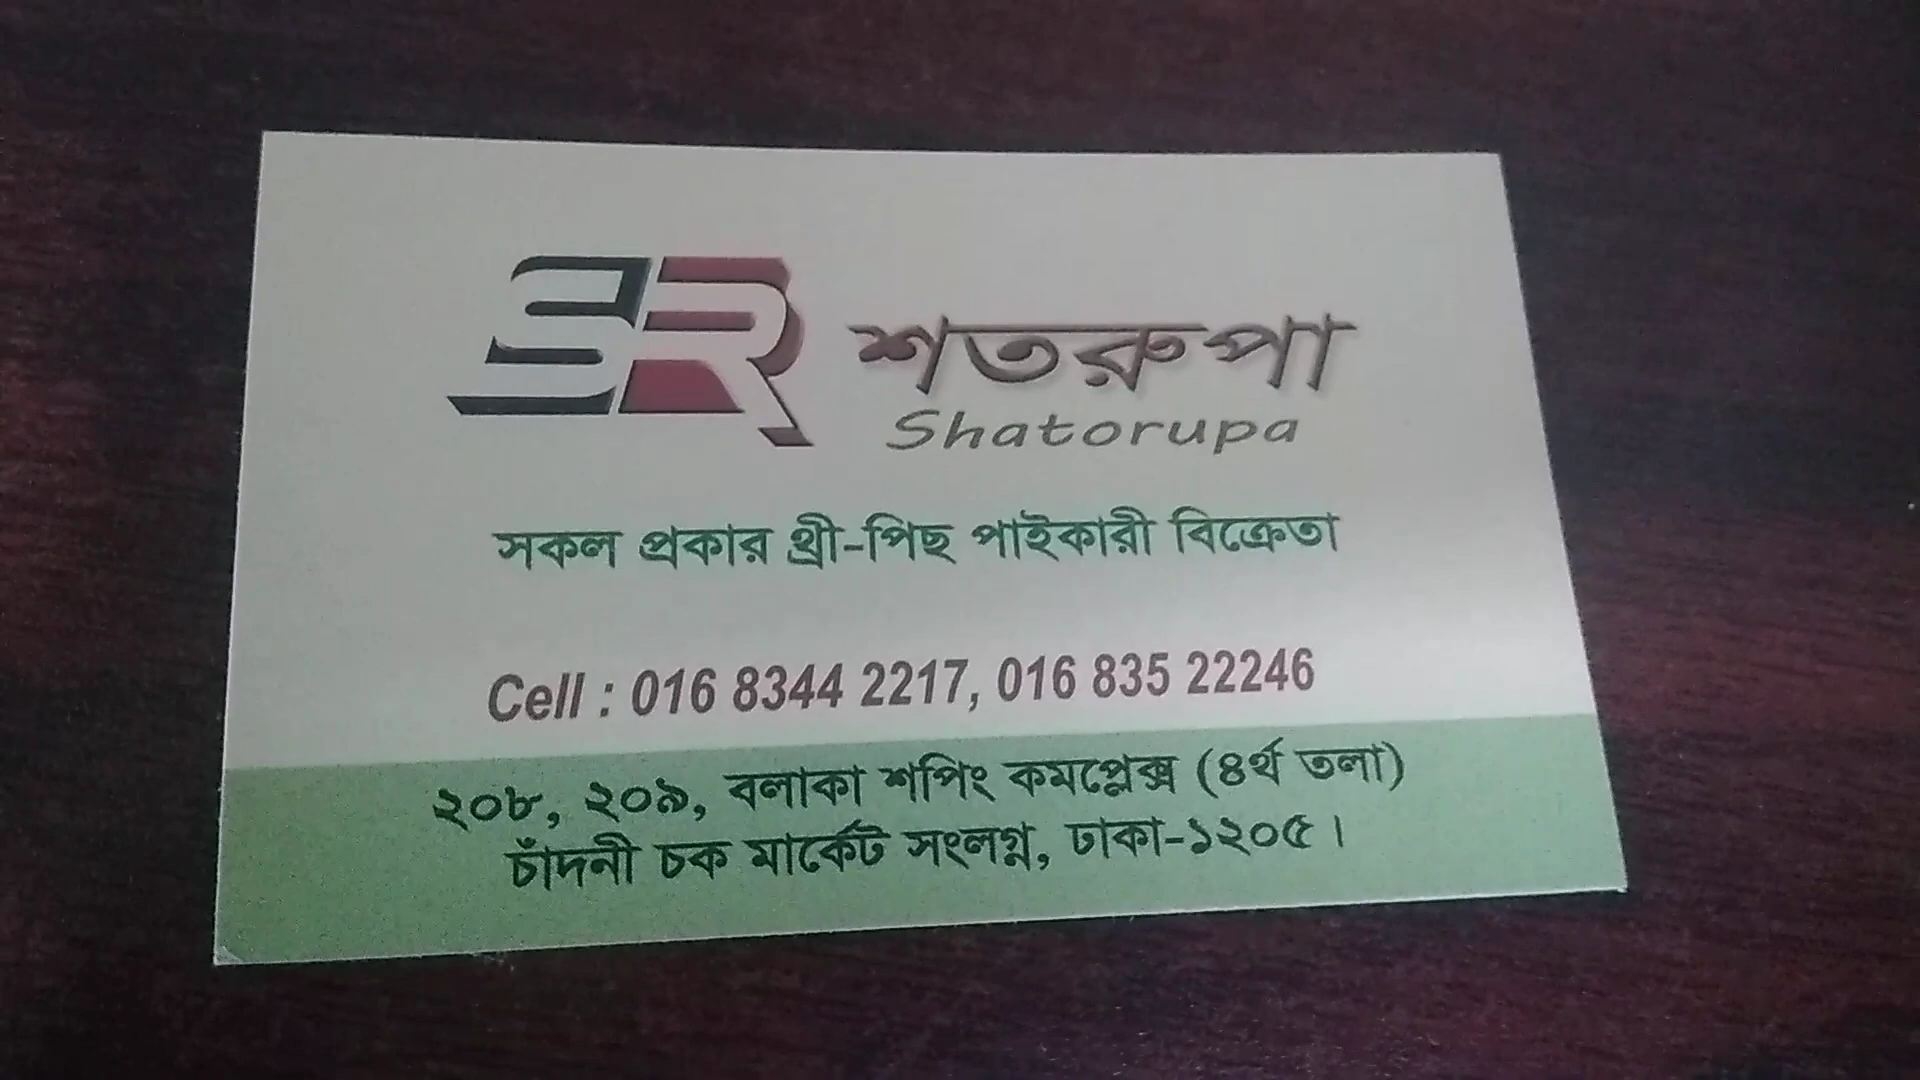 SR শতরুপা
Shatorupa
সকল প্রকার থ্রী-পিছ পাইকারী বিক্রেতা
Cell : 016 8344 2217, 016 835 22246
২০৮, ২০৯, বলাকা শপিং কমপ্লেক্স (৪র্থ তলা)
চাঁদনী চক মার্কেট সংলগ্ন, ঢাকা-১২০৫।